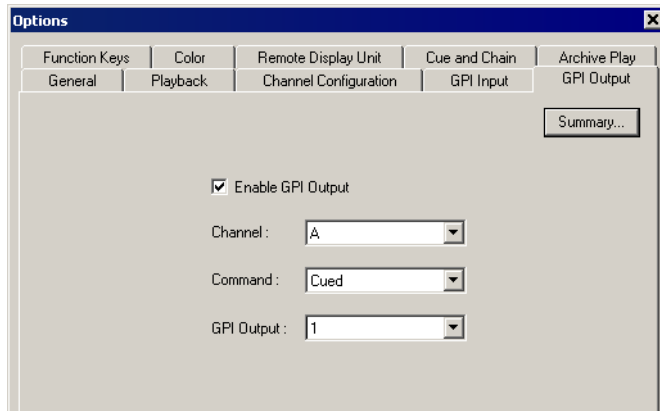 Options
Function Keys Color Remote Display Unit Cue and Chain Archive Play
General Playback Channel Configuration GPI Input GPI Output
Summary...
Enable GPI Output
Channel : A
Command : Cued
GPI Output : 1